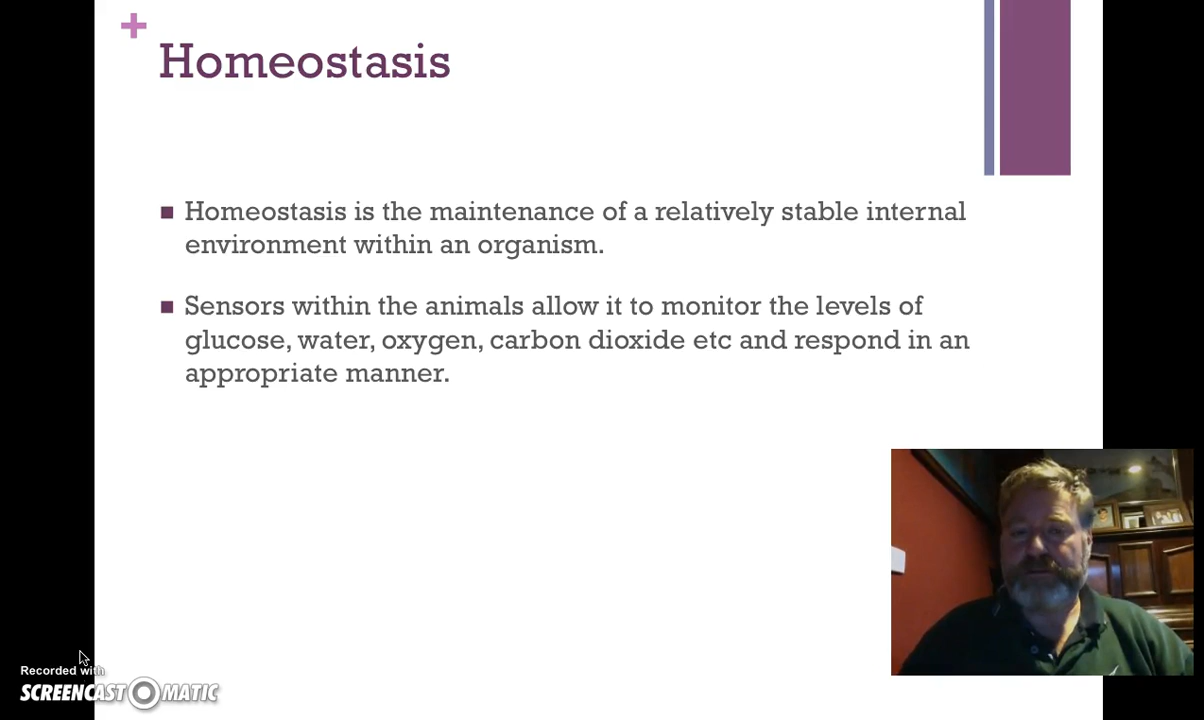 +
Homeostasis
Homeostasis is the maintenance of a relatively stable internal
environment within an organism.
Sensors within the animals allow it to monitor the levels of
glucose, water, oxygen, carbon dioxide etc and respond in an
appropriate manner.
Recorded with
SCREENCAST MATIC